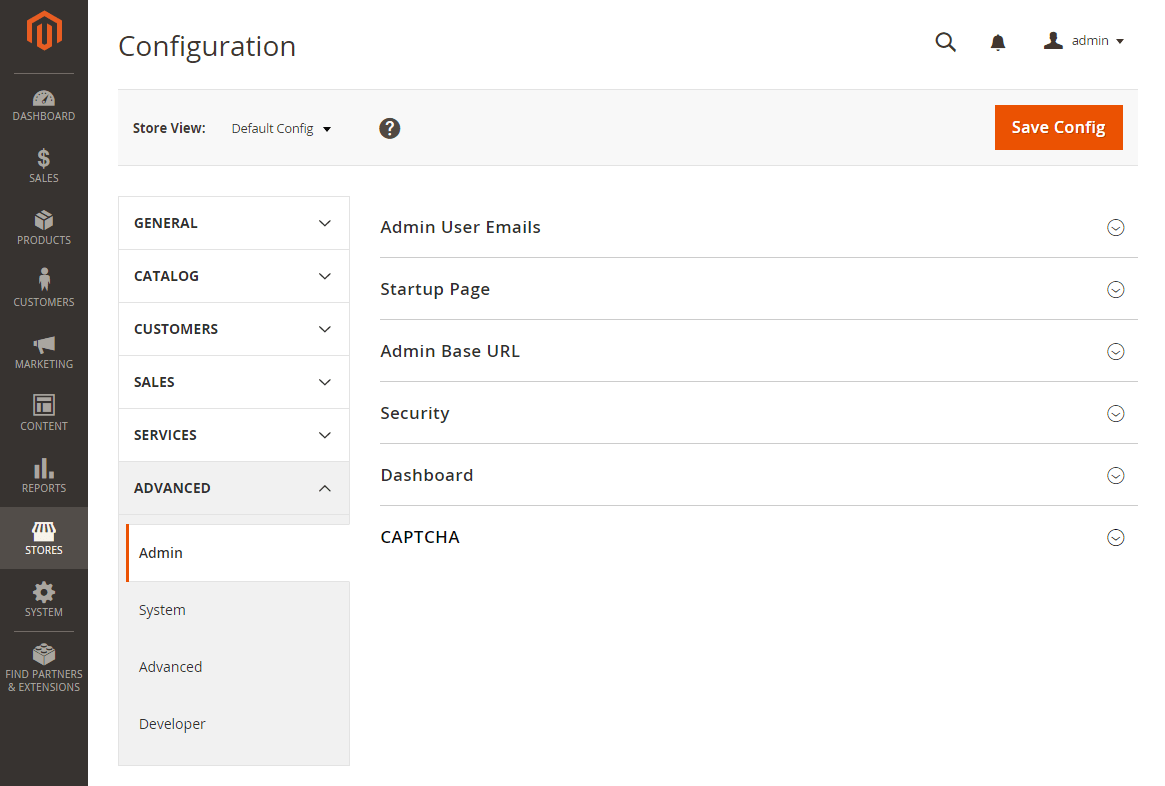 Configuration
admin
DASHBOARD
SALES
PRODUCTS
CUSTOMERS
MARKETING
CONTENT
REPORTS
STORES
SYSTEM
FIND PARTNERS
& EXTENSIONS
Store View: Default Config ?
Save Config
GENERAL
CATALOG
CUSTOMERS
SALES
SERVICES
ADVANCED
Admin
System
Advanced
Developer
Admin User Emails
Startup Page
Admin Base URL
Security
Dashboard
CAPTCHA